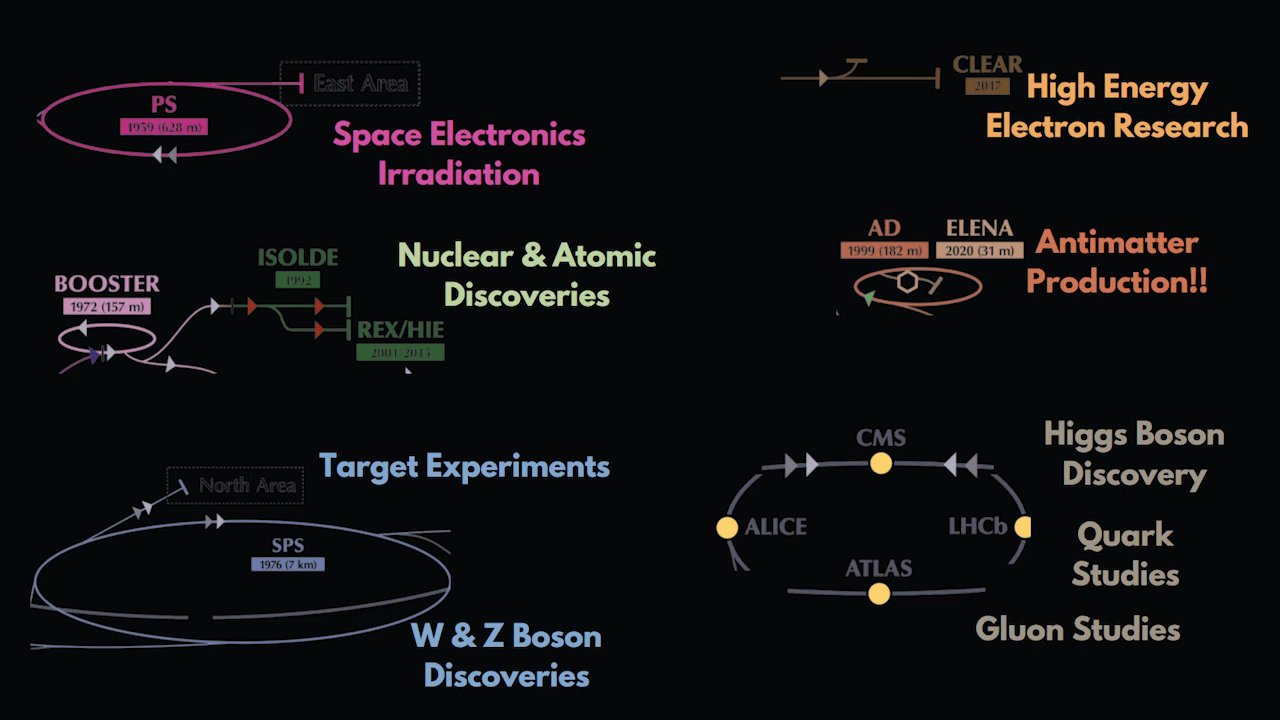 East Area
PS
1959 (628 m)
Space Electronics
Irradiation
CLEAR
2017
High Energy
Electron Research
BOOSTER
1972 (157 m)
ISOLDE
1992
REX/HIE
2001/2015
Nuclear & Atomic
Discoveries
AD
1999 (182 m)
ELENA
2020 (31 m)
Antimatter
Production!!
Target Experiments
North Area
SPS
1976 (7 km)
W & Z Boson
Discoveries
CMS
ALICE
LHCb
ATLAS
Higgs Boson
Discovery
Quark
Studies
Gluon Studies